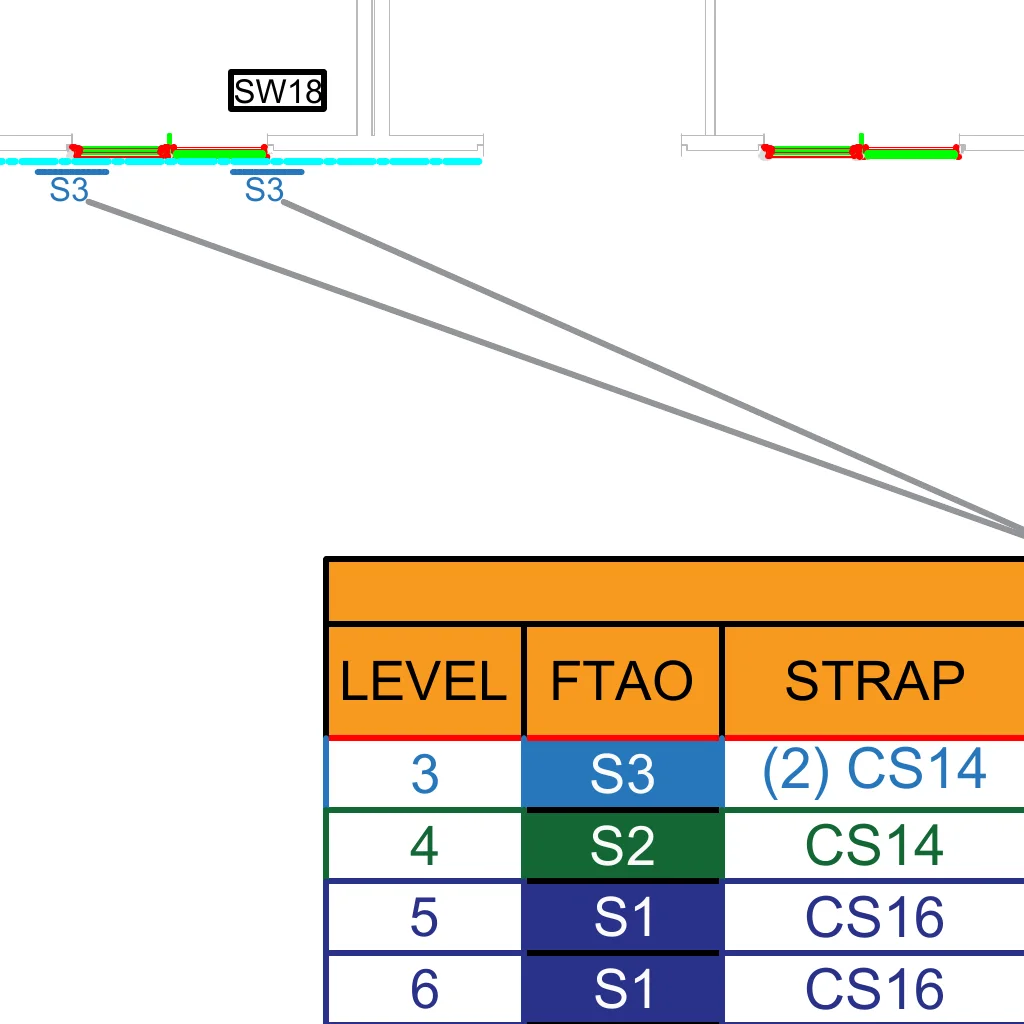 SW18
S3 S3
LEVEL FTAO STRAP
3 S3 (2) CS14
4 S2 CS14
5 S1 CS16
6 S1 CS16